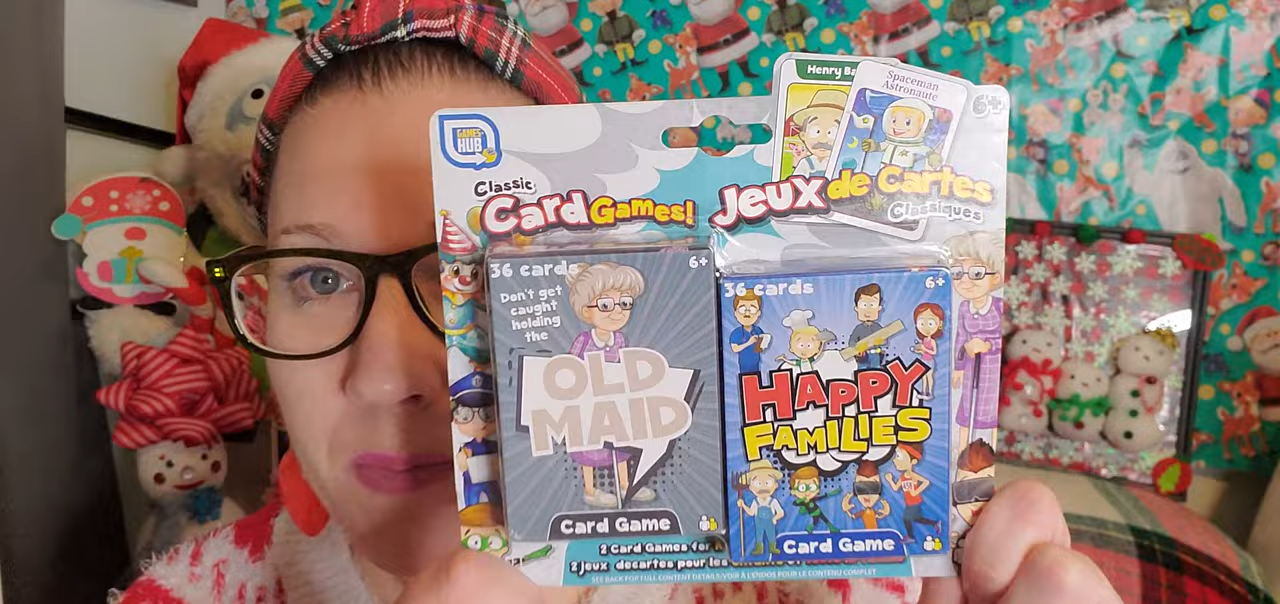 Henry Ba
Spaceman
Astronaute
6+
GAMES
HUB
Classic
Card Games!
Jeux de Cartes
Classiques
36 cards
6+
Don't get
caught
holding
the
OLD
MAID
Card Game
36 cards
6+
HAPPY
FAMILIES
Card Game
2 Card Games for
2 jeux decartes pour les
SEE BACK FOR FULL CONTENT DETAILS/VOIR À L'ENDOS POUR LE CONTENU COMPLET